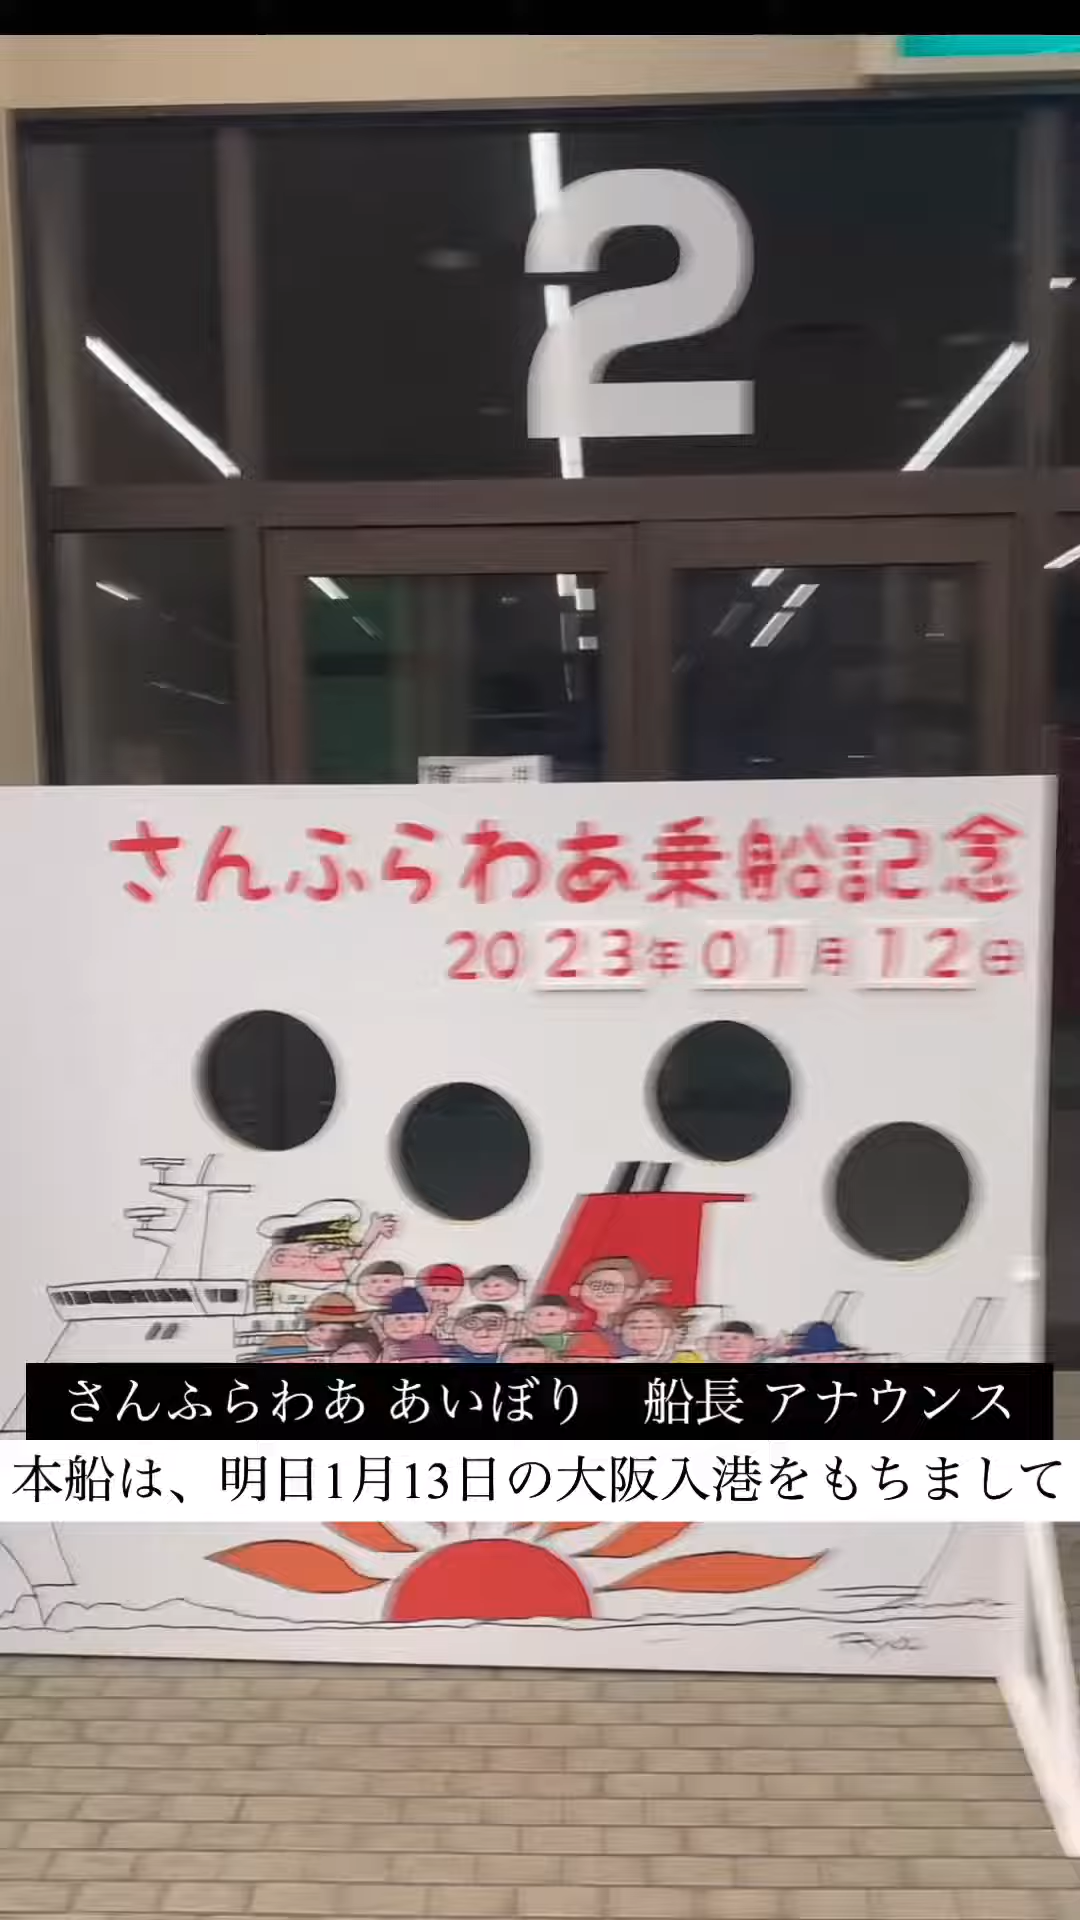 2
さんふらわあ乗船記念
2023年01月12日
さんふらわあ あいぼり 船長 アナウンス
本船は、明日1月13日の大阪入港をもちまして